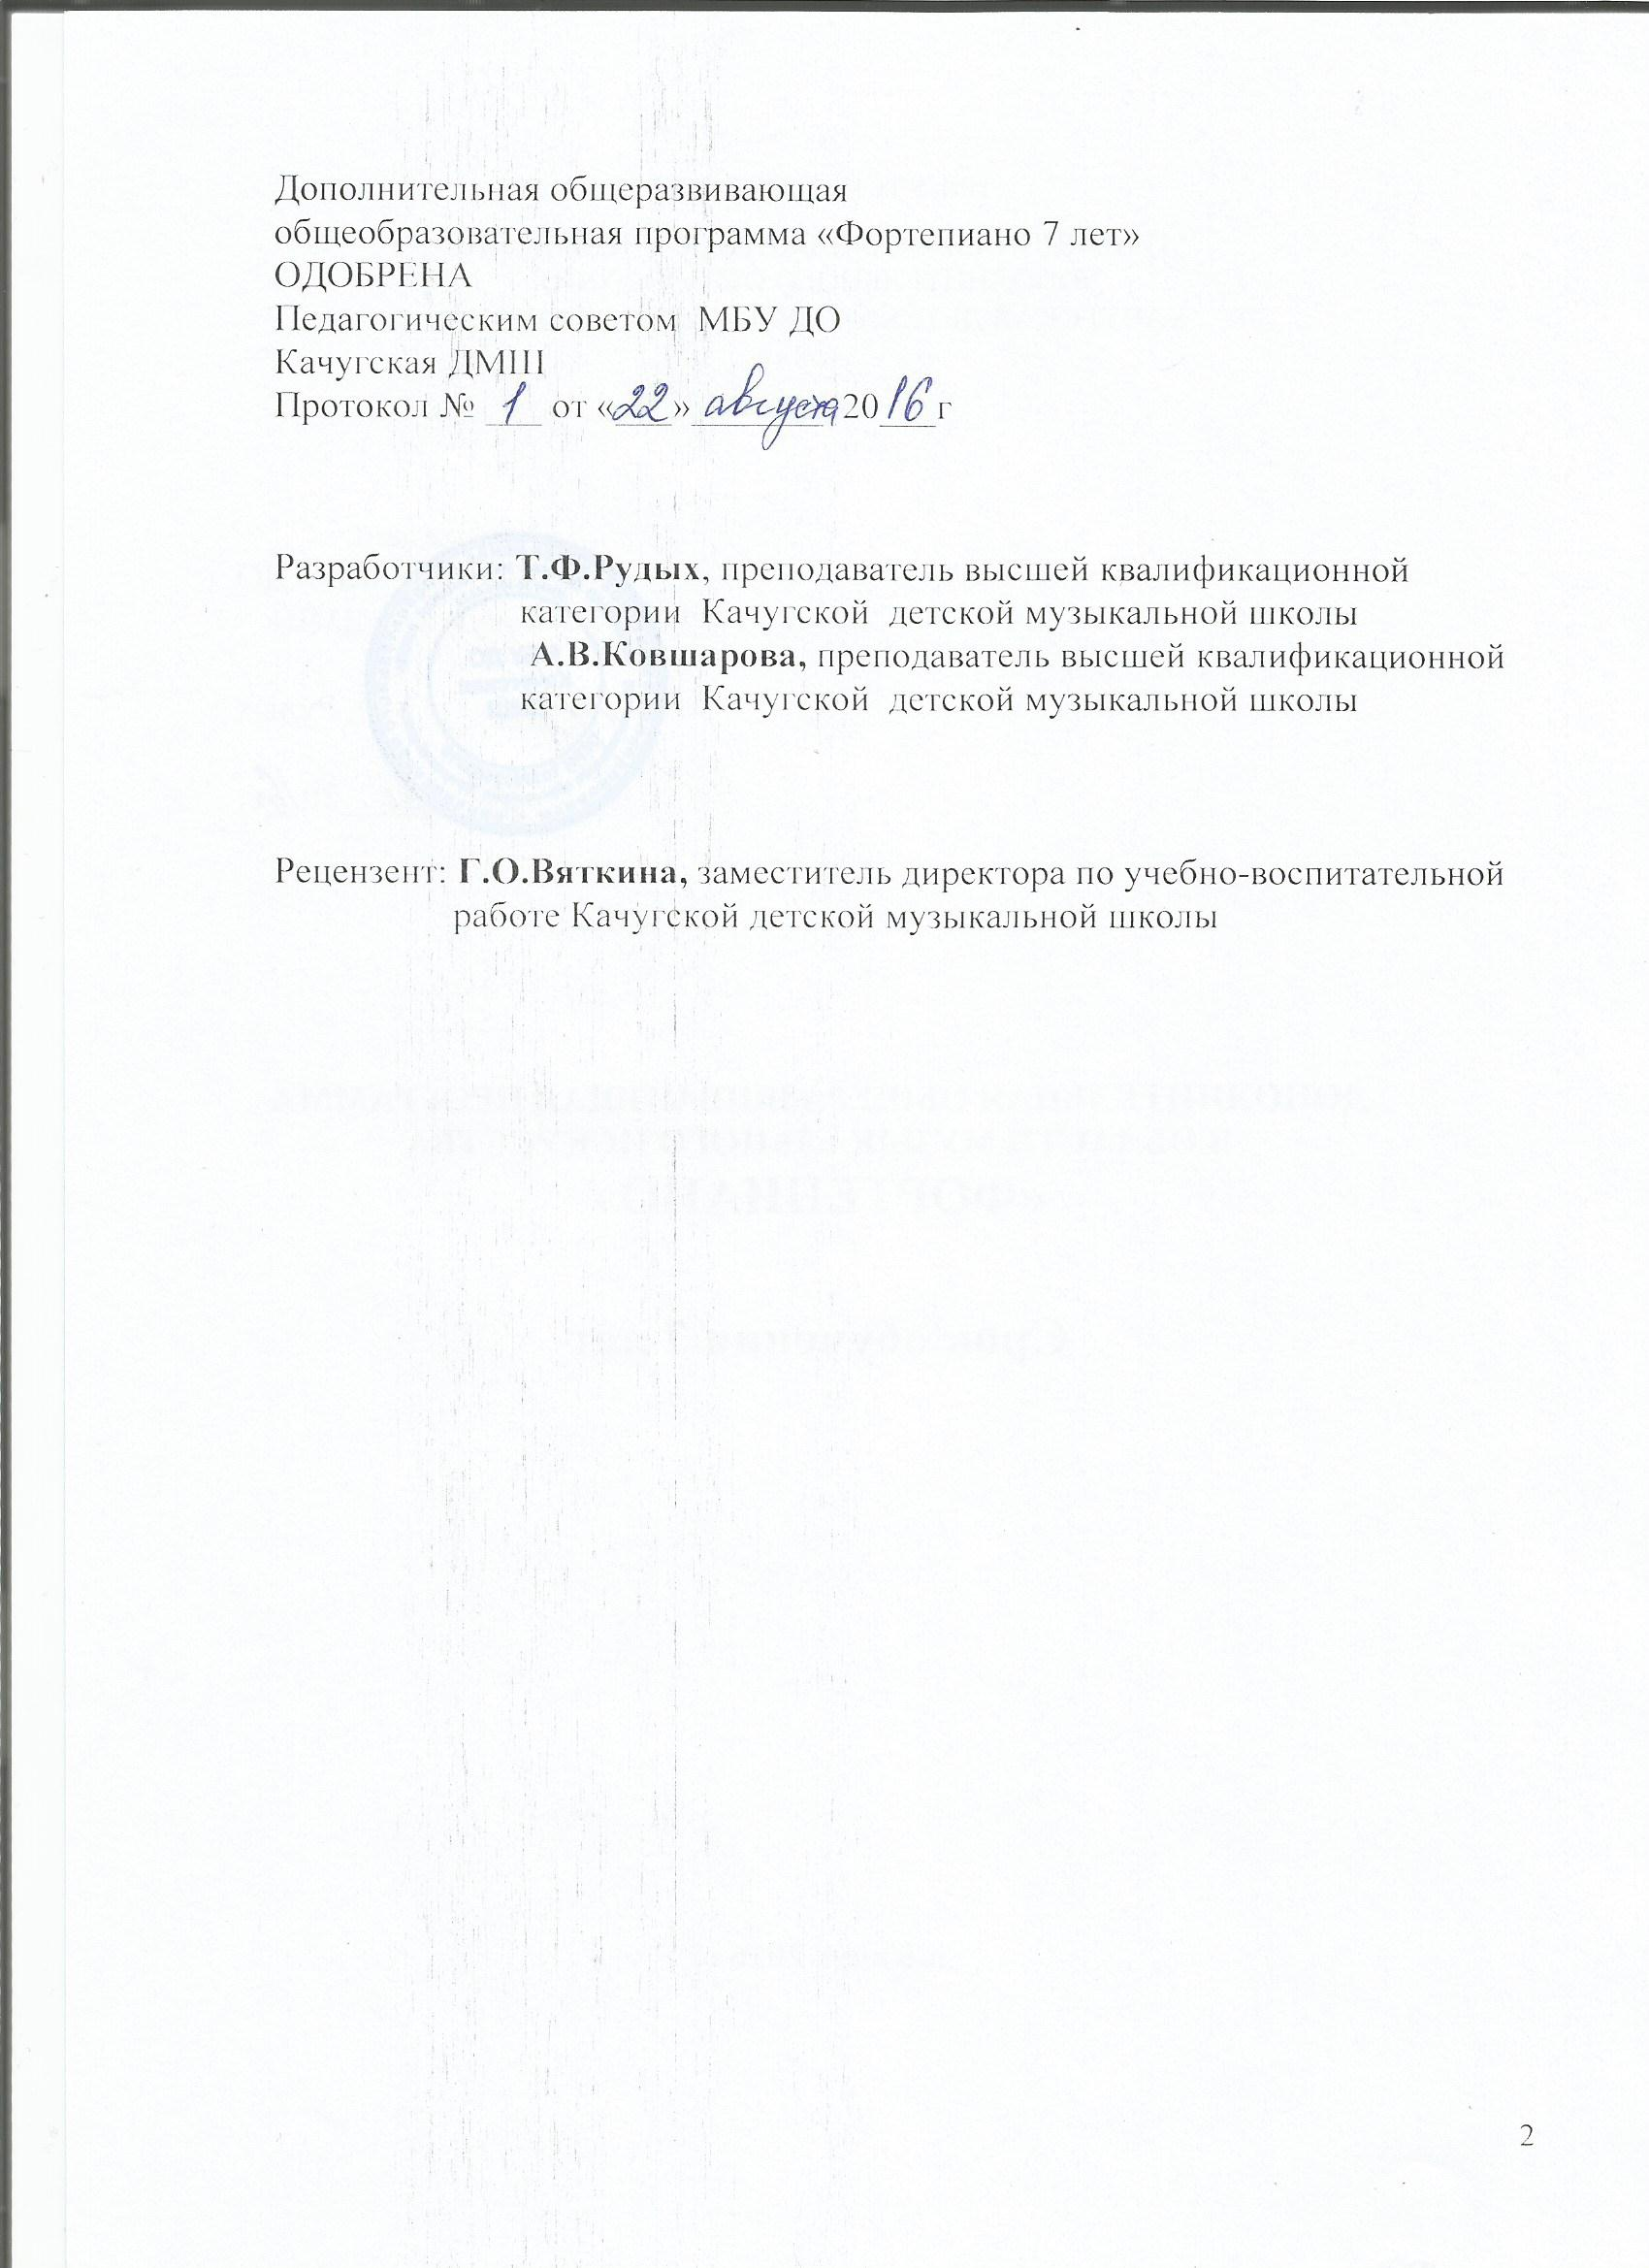 Дополнительная общеразвивающая
общеобразовательная программа «Фортепиано 7 лет»
ОДОБРЕНА
Педагогическим советом МБУ ДО
Качугская ДМШ
Протокол № 1 от «22» августа 2016 г
Разработчики: Т.Ф.Рудых, преподаватель высшей квалификационной
категории Качугской детской музыкальной школы
А.В.Ковшарова, преподаватель высшей квалификационной
категории Качугской детской музыкальной школы
Рецензент: Г.О.Вяткина, заместитель директора по учебно-воспитательной
работе Качугской детской музыкальной школы
2